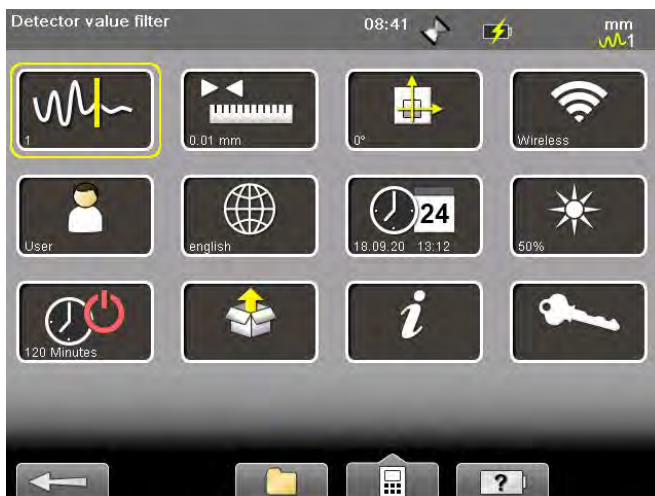 Detector value filter 08:41 mm
1
1 0.01 mm 0° Wireless
24
User english 18.09.20 13:12 50%
120 Minutes i
?